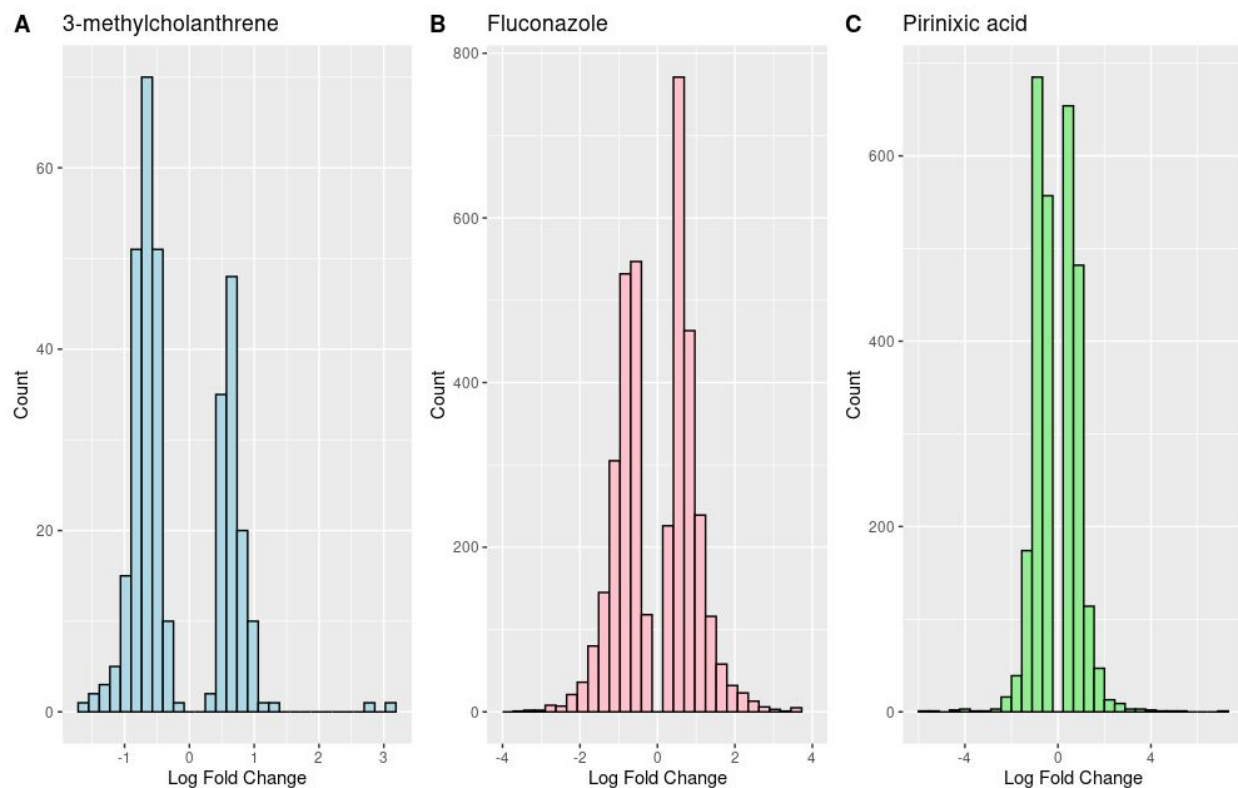 A 3-methylcholanthrene
60
40
20
0
Count
-1 0 1 2 3
Log Fold Change
B Fluconazole
800
600
400
200
0
Count
-4 -2 0 2 4
Log Fold Change
C Pirinixic acid
600
400
200
0
Count
-4 0 4
Log Fold Change